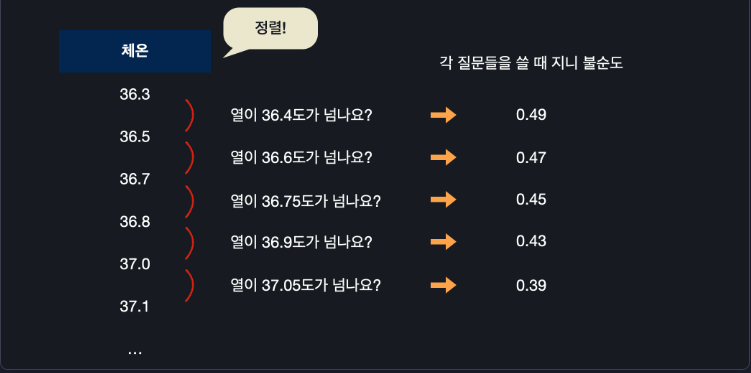 정렬!
체온
각 질문들을 쓸 때 지니 불순도
36.3
열이 36.4도가 넘나요? 0.49
36.5
열이 36.6도가 넘나요? 0.47
36.7
열이 36.75도가 넘나요? 0.45
36.8
열이 36.9도가 넘나요? 0.43
37.0
열이 37.05도가 넘나요? 0.39
37.1
...